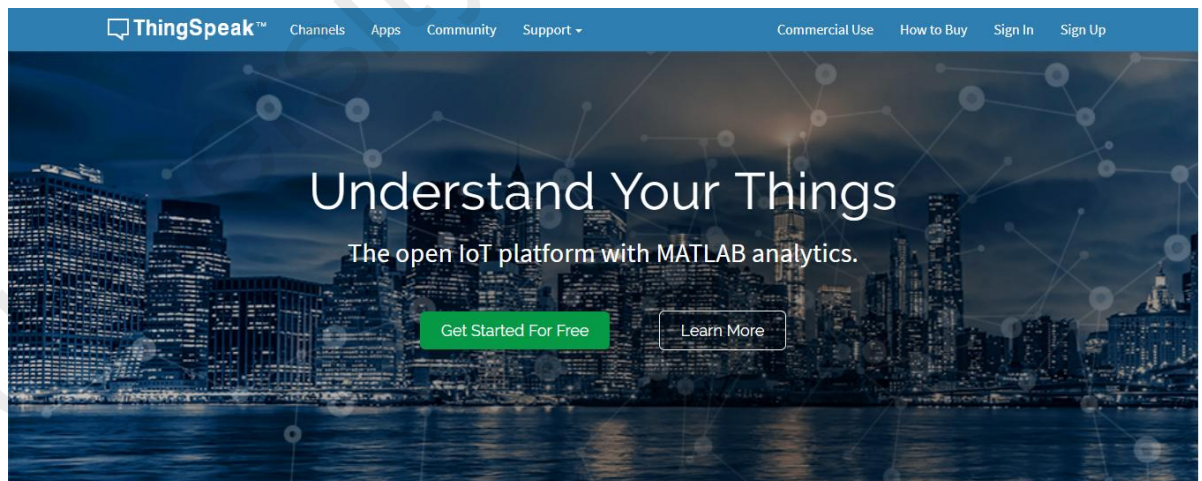 ThingSpeak™ Channels Apps Community Support Commercial Use How to Buy Sign In Sign Up
Understand Your Things
The open IoT platform with MATLAB analytics.
Get Started For Free Learn More